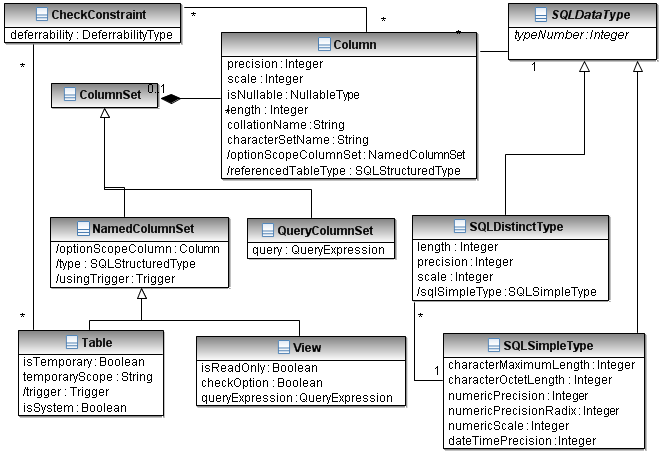 CheckConstraint
deferrability : DeferrabilityType
*
*
Column
precision : Integer
scale : Integer
isNullable : NullableType
length : Integer
collationName : String
characterSetName : String
/optionScopeColumnSet : NamedColumnSet
/referencedTableType : SQLStructuredType
*
SQLDataType
typeNumber : Integer
1
*
ColumnSet
0..1
*
NamedColumnSet
/optionScopeColumn : Column
/type : SQLStructuredType
/usingTrigger : Trigger
QueryColumnSet
query : QueryExpression
SQLDistinctType
length : Integer
precision : Integer
scale : Integer
/sqlSimpleType : SQLSimpleType
*
*
Table
isTemporary : Boolean
temporaryScope : String
/trigger : Trigger
isSystem : Boolean
View
isReadOnly : Boolean
checkOption : Boolean
queryExpression : QueryExpression
1
SQLSimpleType
characterMaximumLength : Integer
characterOctetLength : Integer
numericPrecision : Integer
numericPrecisionRadix : Integer
numericScale : Integer
dateTimePrecision : Integer